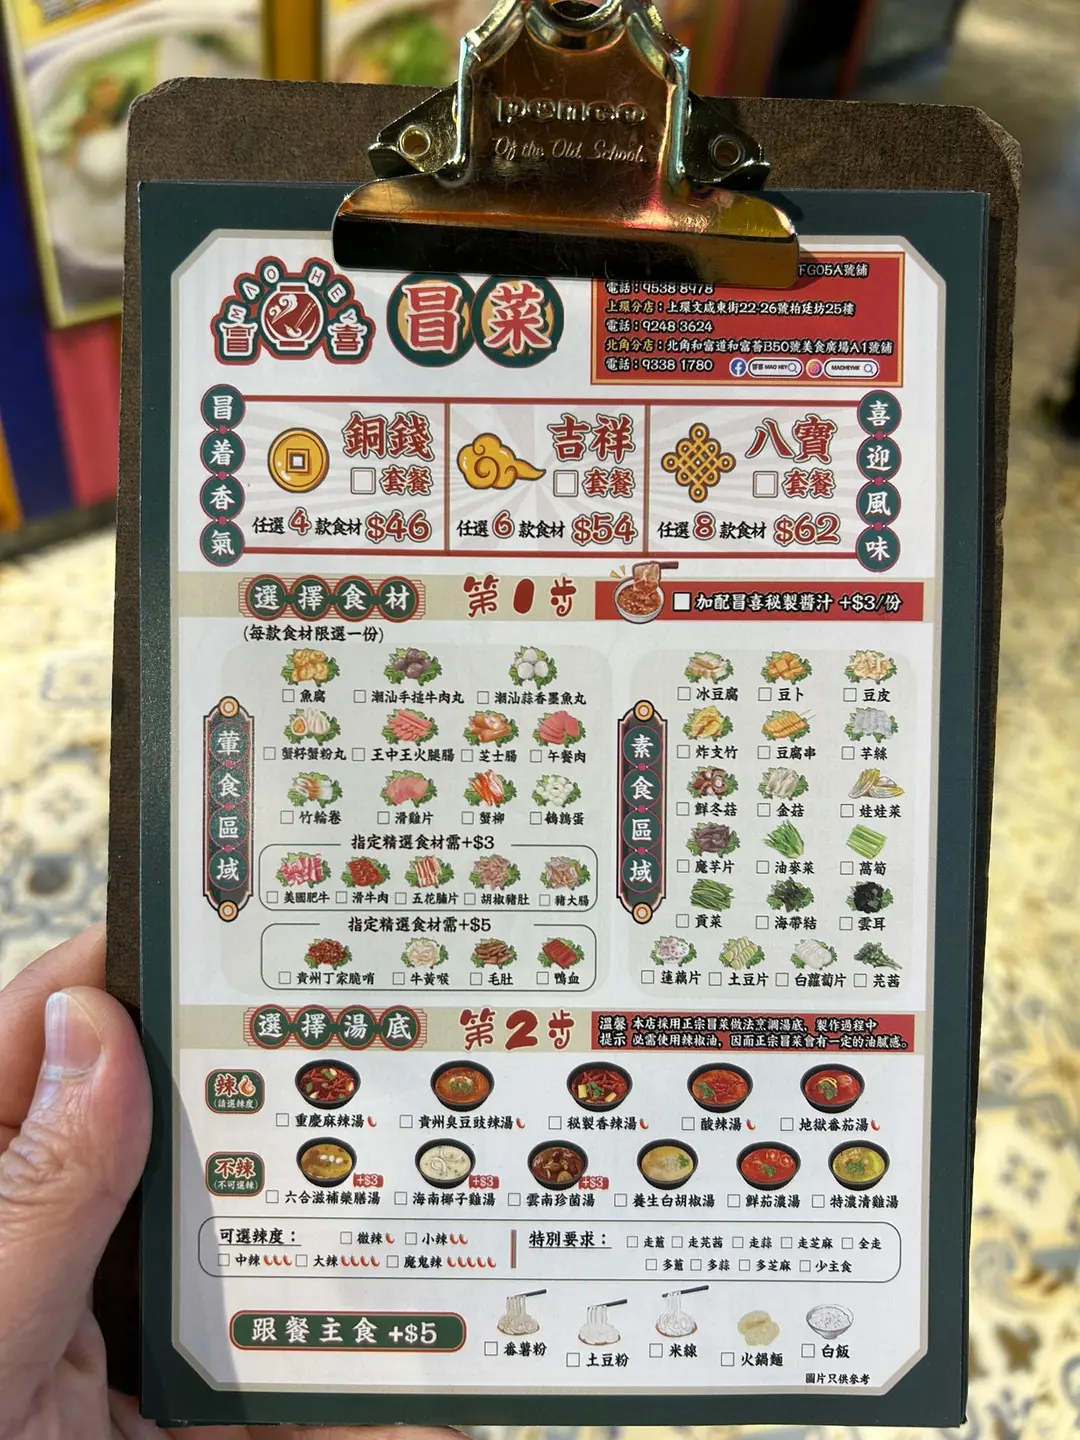 penco
Of the Old School.
MAO HEY
冒喜
冒菜
FG05A號舖
電話：9538 8978
上環分店：上環文咸東街22-26號柏廷坊25樓
電話：9248 3624
北角分店：北角和富道和富薈B50號美食廣場A1號舖
電話：9338 1780 冒喜 MAO HEY MAOHEYHK
冒着香氣
銅錢
套餐
任選4款食材 $46
吉祥
套餐
任選6款食材 $54
八寶
套餐
任選8款食材 $62
喜迎風味
選擇食材 第1步 加配冒喜秘製醬汁 +$3/份
(每款食材限選一份)
葷食區域
魚腐 潮汕手捶牛肉丸 潮汕蒜香墨魚丸
蟹籽蟹粉丸 王中王火腿腸 芝士腸 午餐肉
竹輪卷 滑雞片 蟹柳 鵪鶉蛋
指定精選食材需+$3
美國肥牛 滑牛肉 五花腩片 胡椒豬肚 豬大腸
指定精選食材需+$5
貴州丁家脆哨 牛黃喉 毛肚 鴨血
素食區域
冰豆腐 豆卜 豆皮
炸支竹 豆腐串 芋絲
鮮冬菇 金菇 娃娃菜
魔芋片 油麥菜 萵筍
貢菜 海帶結 雲耳
蓮藕片 土豆片 白蘿蔔片 芫茜
選擇湯底 第2步
溫馨 本店採用正宗冒菜做法烹調湯底，製作過程中
提示 必需使用辣椒油，因而正宗冒菜會有一定的油膩感。
辣
(請選辣度)
重慶麻辣湯 貴州臭豆豉辣湯 秘製香辣湯 酸辣湯 地獄番茄湯
不辣
(不可選辣)
+$3 +$3 +$3
六合滋補藥膳湯 海南椰子雞湯 雲南珍菌湯 養生白胡椒湯 鮮茄濃湯 特濃清雞湯
可選辣度： 微辣 小辣
中辣 大辣 魔鬼辣
特別要求： 走蔥 走芫茜 走蒜 走芝麻 全走
多蔥 多蒜 多芝麻 少主食
跟餐主食 +$5
番薯粉 土豆粉 米線 火鍋麵 白飯
圖片只供參考